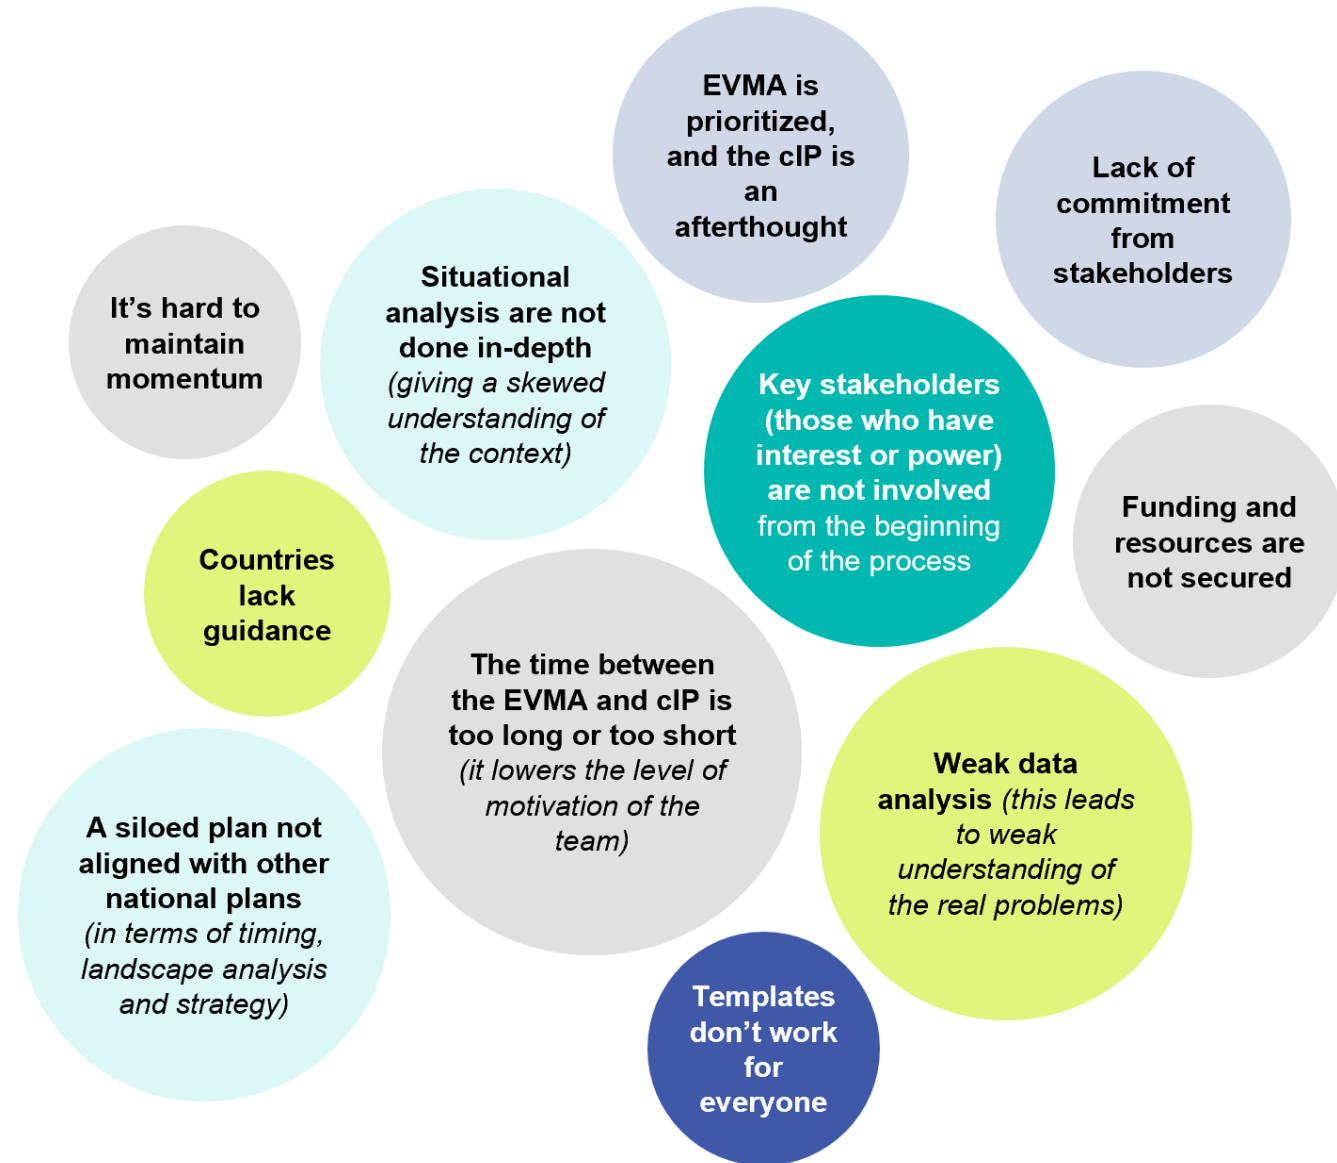 EVMA is
prioritized,
and the cIP is
an
afterthought
Lack of
commitment
from
stakeholders
It’s hard to
maintain
momentum
Situational
analysis are not
done in-depth
(giving a skewed
understanding of
the context)
Key stakeholders
(those who have
interest or power)
are not involved
from the beginning
of the process
Funding and
resources are
not secured
Countries
lack
guidance
The time between
the EVMA and cIP is
too long or too short
(it lowers the level of
motivation of the
team)
Weak data
analysis (this leads
to weak
understanding of
the real problems)
A siloed plan not
aligned with other
national plans
(in terms of timing,
landscape analysis
and strategy)
Templates
don’t work
for
everyone